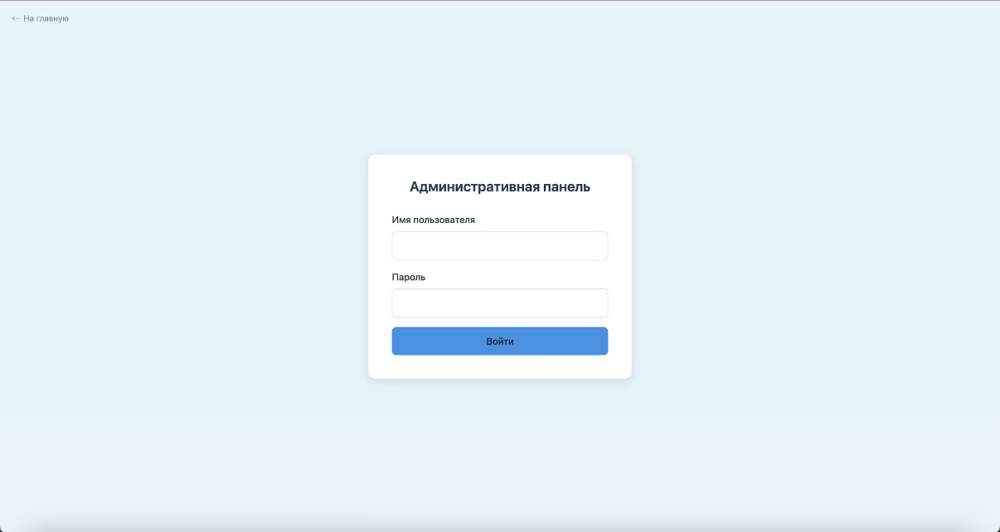 ← На главную
Административная панель
Имя пользователя
Пароль
Войти